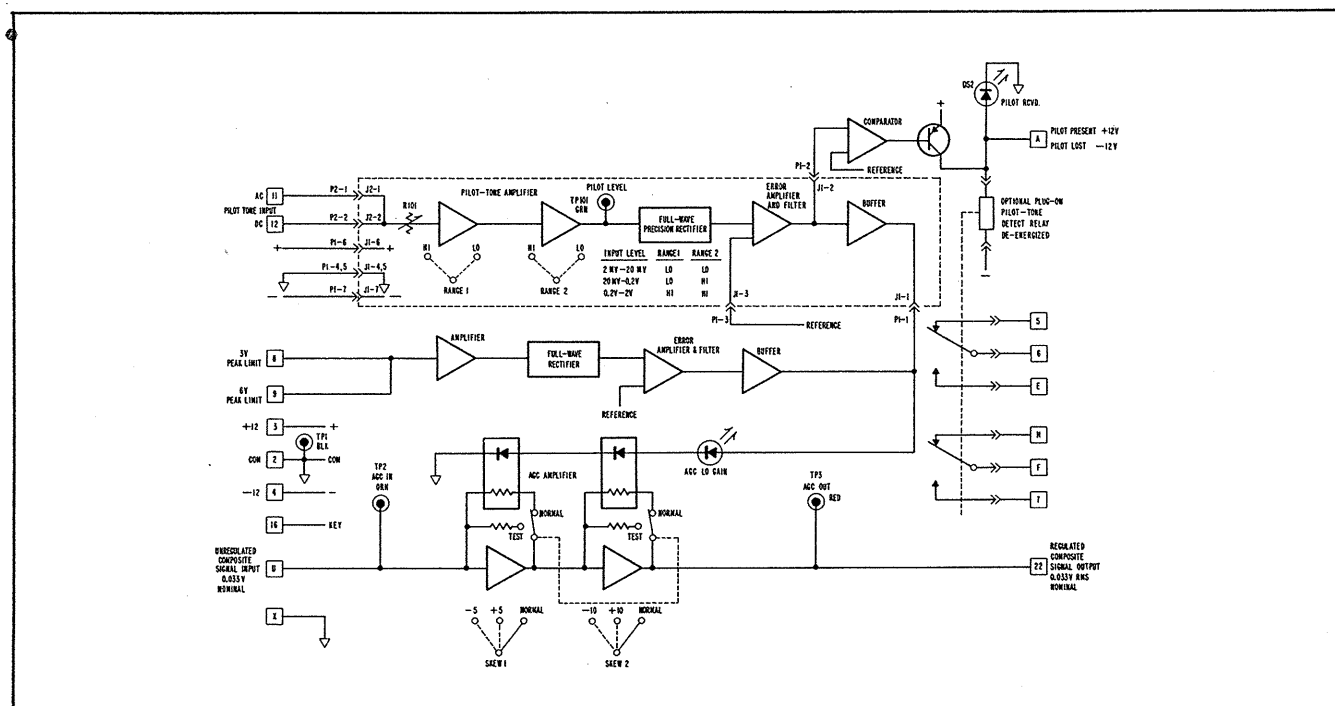 DS2
PILOT RCVD.
COMPARATOR
+
A
PILOT PRESENT +12V
PILOT LOST −12V
REFERENCE
P1-2
J1-2
AC
11
P2-1
J2-1
PILOT TONE INPUT
DC
12
P2-2
J2-2
R101
PILOT-TONE AMPLIFIER
PILOT LEVEL
TP101
GRN
FULL-WAVE
PRECISION RECTIFIER
ERROR
AMPLIFIER
AND FILTER
BUFFER
OPTIONAL PLUG-ON
PILOT-TONE
DETECT RELAY
DE-ENERGIZED
−
+
P1-6
J1-6
+
P1-4,5
J1-4,5
−
P1-7
J1-7
−
HI
LO
RANGE 1
HI
LO
RANGE 2
INPUT LEVEL RANGE 1 RANGE 2
2 MV−20 MV LO LO
20 MV−0.2V LO HI
0.2V−2V HI HI
J1-3
P1-3
REFERENCE
J1-1
P1-1
3V
PEAK LIMIT
8
6V
PEAK LIMIT
9
AMPLIFIER
FULL-WAVE
RECTIFIER
ERROR
AMPLIFIER & FILTER
BUFFER
REFERENCE
5
6
E
+12
3
+
TP1
BLK
COM
2
COM
−12
4
−
16
KEY
TP2
AGC IN
ORN
AGC AMPLIFIER
AGC LO GAIN
NORMAL
TEST
NORMAL
TEST
TP3
AGC OUT
RED
H
F
7
UNREGULATED
COMPOSITE
SIGNAL INPUT
0.033V
NOMINAL
U
22
REGULATED
COMPOSITE
SIGNAL OUTPUT
0.033V RMS
NOMINAL
X
−5
+5
NORMAL
SKEW 1
−10
+10
NORMAL
SKEW 2